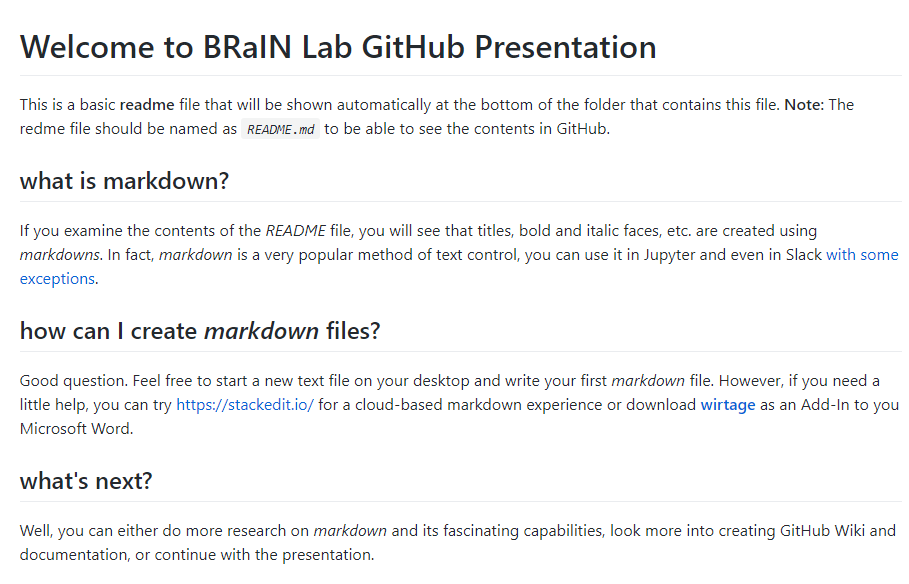 Welcome to BRaIN Lab GitHub Presentation
This is a basic readme file that will be shown automatically at the bottom of the folder that contains this file. Note: The
redme file should be named as README.md to be able to see the contents in GitHub.
what is markdown?
If you examine the contents of the README file, you will see that titles, bold and italic faces, etc. are created using
markdowns. In fact, markdown is a very popular method of text control, you can use it in Jupyter and even in Slack with some
exceptions.
how can I create markdown files?
Good question. Feel free to start a new text file on your desktop and write your first markdown file. However, if you need a
little help, you can try https://stackedit.io/ for a cloud-based markdown experience or download wirtage as an Add-In to you
Microsoft Word.
what's next?
Well, you can either do more research on markdown and its fascinating capabilities, look more into creating GitHub Wiki and
documentation, or continue with the presentation.